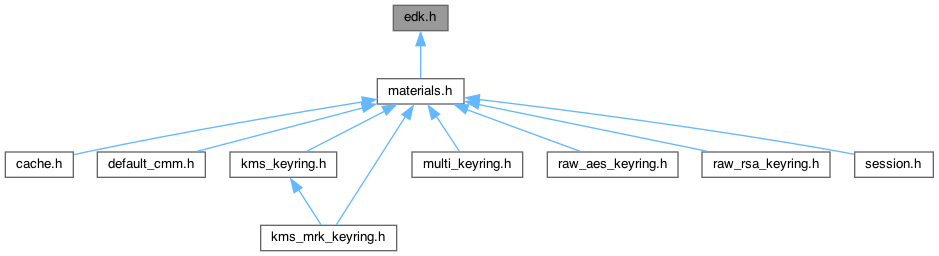 edk.h
materials.h
cache.h
default_cmm.h
kms_keyring.h
multi_keyring.h
raw_aes_keyring.h
raw_rsa_keyring.h
session.h
kms_mrk_keyring.h